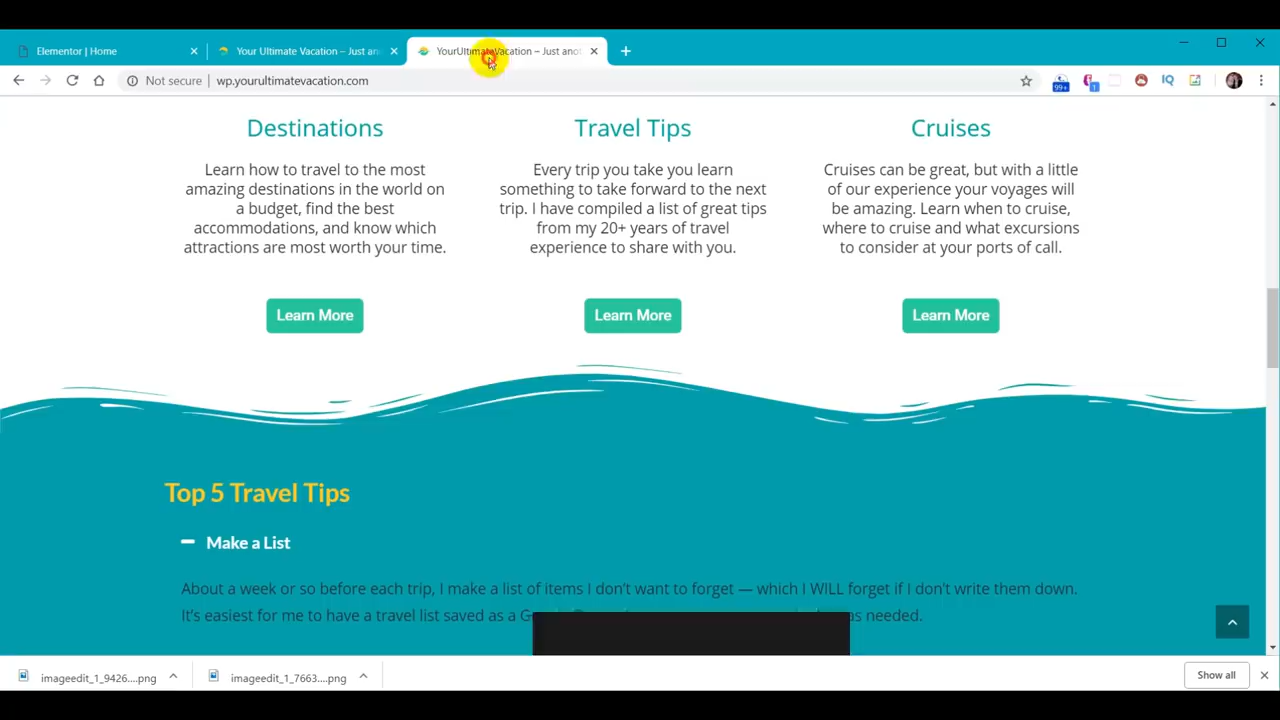 Elementor | Home
Your Ultimate Vacation – Just an
YourUltimateVacation – Just ano
Not secure
wp.yourultimatevacation.com
99+
1
IQ
Destinations
Learn how to travel to the most
amazing destinations in the world on
a budget, find the best
accommodations, and know which
attractions are most worth your time.
Learn More
Travel Tips
Every trip you take you learn
something to take forward to the next
trip. I have compiled a list of great tips
from my 20+ years of travel
experience to share with you.
Learn More
Cruises
Cruises can be great, but with a little
of our experience your voyages will
be amazing. Learn when to cruise,
where to cruise and what excursions
to consider at your ports of call.
Learn More
Top 5 Travel Tips
Make a List
About a week or so before each trip, I make a list of items I don't want to forget — which I WILL forget if I don't write them down.
It's easiest for me to have a travel list saved as a G as needed.
imageedit_1_9426....png
imageedit_1_7663....png
Show all